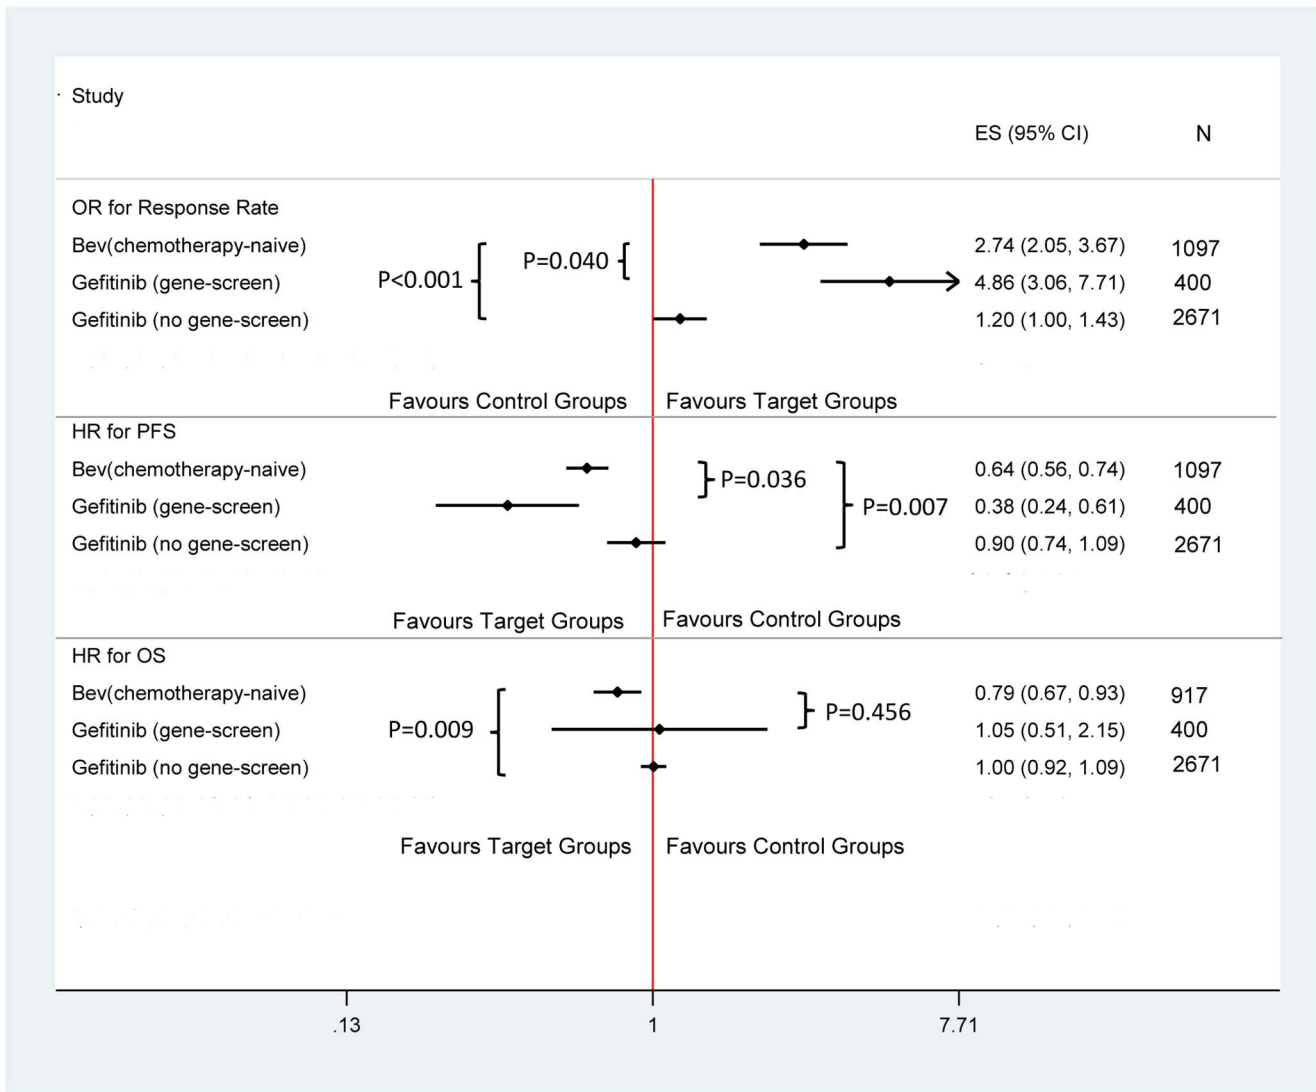 Study
ES (95% CI) N
OR for Response Rate
Bev(chemotherapy-naive) 2.74 (2.05, 3.67) 1097
P<0.001 P=0.040
Gefitinib (gene-screen) 4.86 (3.06, 7.71) 400
Gefitinib (no gene-screen) 1.20 (1.00, 1.43) 2671
Favours Control Groups Favours Target Groups
HR for PFS
Bev(chemotherapy-naive) 0.64 (0.56, 0.74) 1097
P=0.036
Gefitinib (gene-screen) P=0.007 0.38 (0.24, 0.61) 400
Gefitinib (no gene-screen) 0.90 (0.74, 1.09) 2671
Favours Target Groups Favours Control Groups
HR for OS
Bev(chemotherapy-naive) 0.79 (0.67, 0.93) 917
P=0.456
Gefitinib (gene-screen) P=0.009 1.05 (0.51, 2.15) 400
Gefitinib (no gene-screen) 1.00 (0.92, 1.09) 2671
Favours Target Groups Favours Control Groups
.13 1 7.71